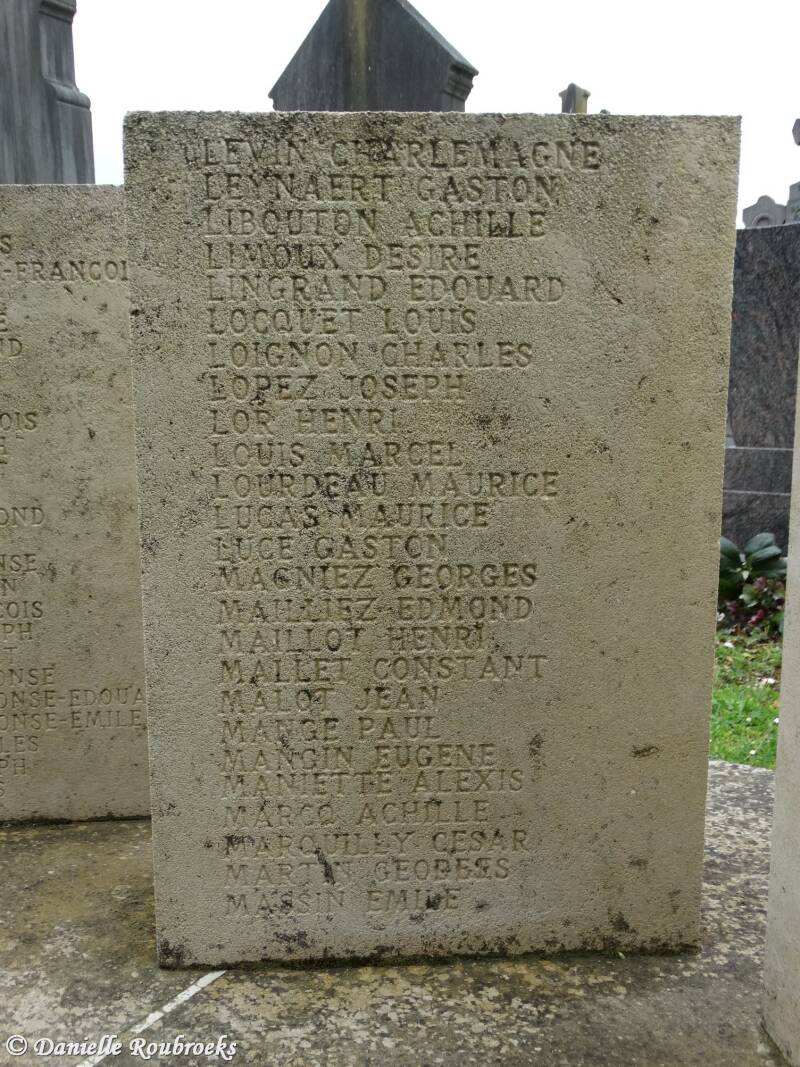 LEVIN CHARLEMAGNE
LEYNAERT GASTON
LIBOUTON ACHILLE
LIMOUX DESIRE
LINGRAND EDOUARD
LOCQUET LOUIS
LOIGNON CHARLES
LOPEZ JOSEPH
LOR HENRI
LOUIS MARCEL
LOURDEAU MAURICE
LUCAS MAURICE
LUCE GASTON
MAGNIEZ GEORGES
MAILLIEZ EDMOND
MAILLOT HENRI
MALLET CONSTANT
MALOT JEAN
MANGE PAUL
MANGIN EUGENE
MANIETTE ALEXIS
MARCQ ACHILLE
MARQUILLY CESAR
MARTIN GEORGES
MASSIN EMILE
© Danielle Roubroeks